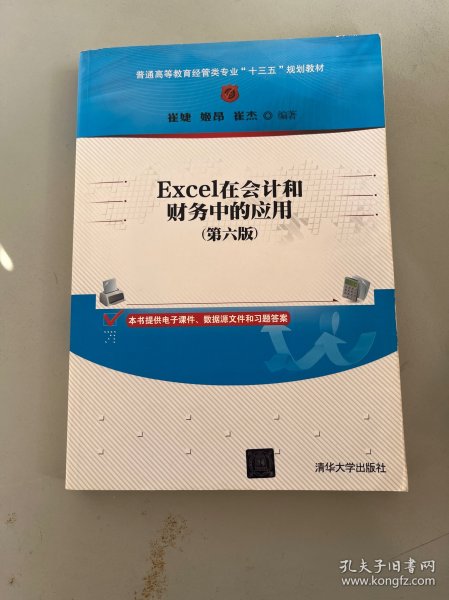 普通高等教育经管类专业“十三五”规划教材
崔婕 姬昂 崔杰 ◎ 编著
Excel在会计和
财务中的应用
(第六版)
本书提供电子课件、数据源文件和习题答案
清华大学出版社
孔夫子旧书网
www.kongfz.com